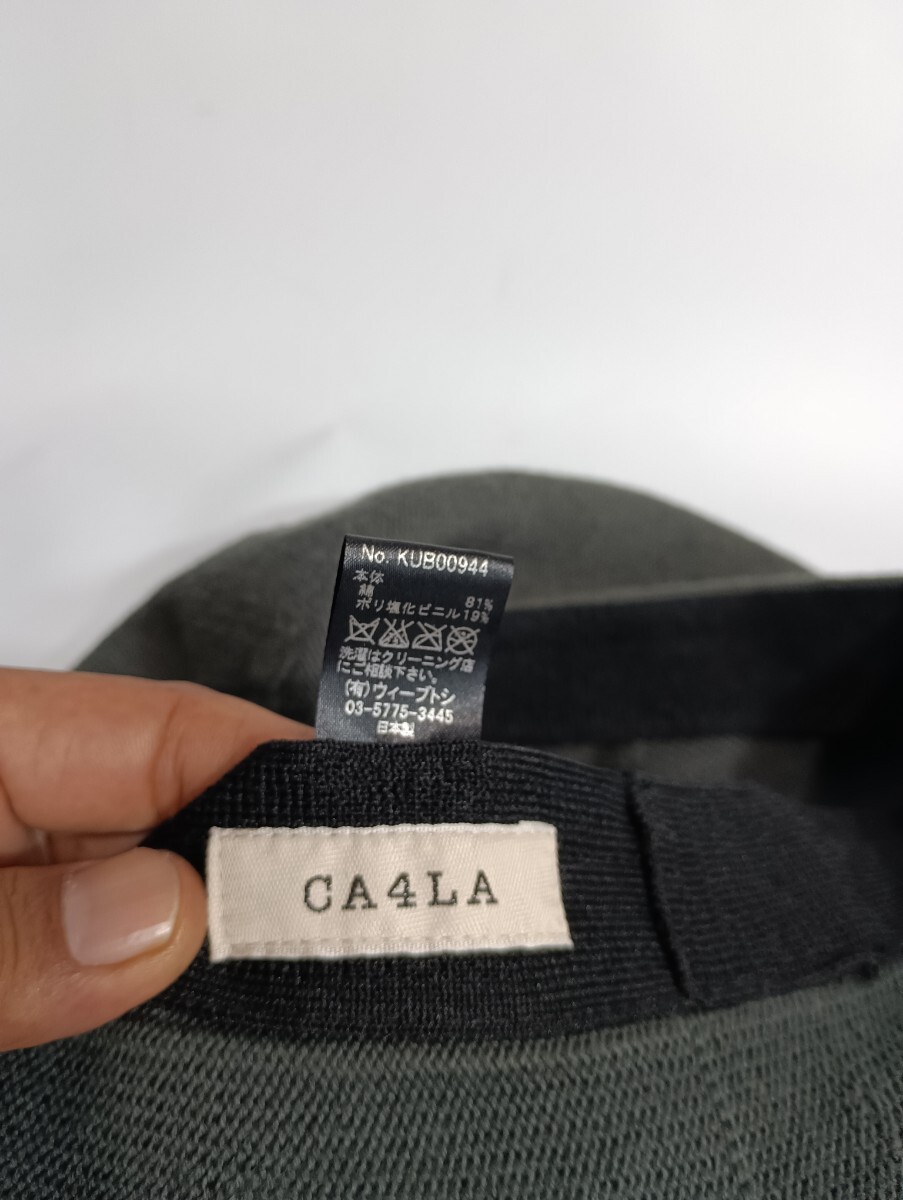 No. KUB00944
本体
綿 81%
ポリ塩化ビニル 19%
洗濯はクリーニング店
にご相談下さい。
(有)ウィーブトシ
03-5775-3445
日本製
CA4LA